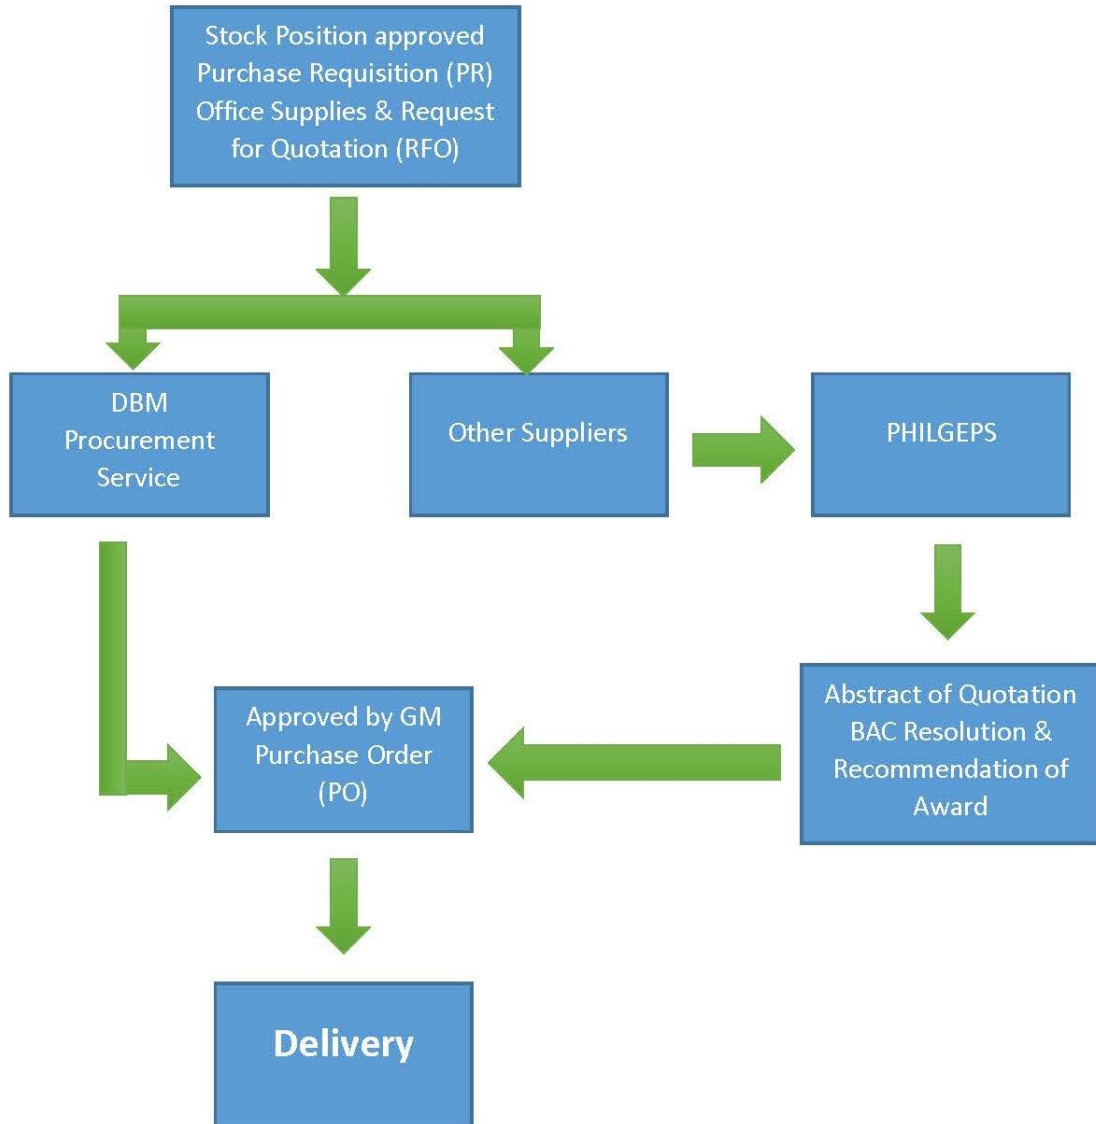 Stock Position approved
Purchase Requisition (PR)
Office Supplies & Request
for Quotation (RFO)
DBM
Procurement
Service
Other Suppliers
PHILGEPS
Abstract of Quotation
BAC Resolution &
Recommendation of
Award
Approved by GM
Purchase Order
(PO)
Delivery